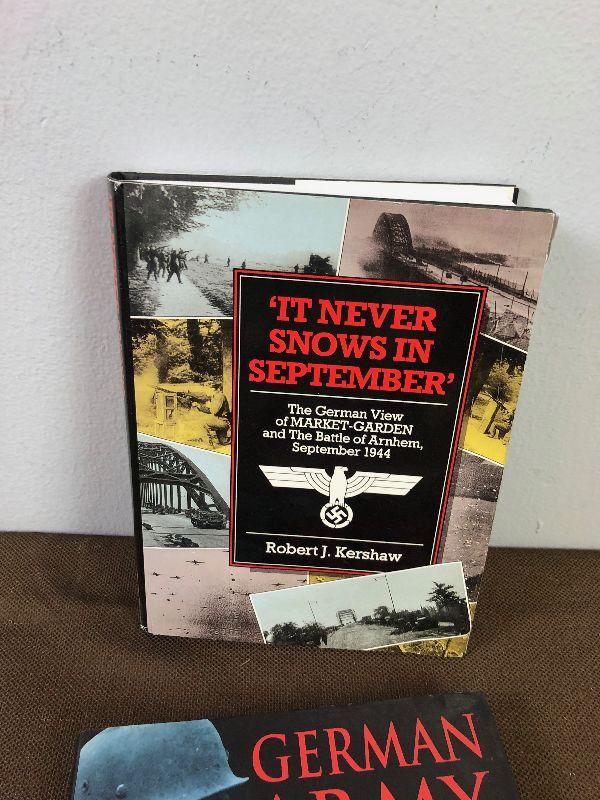 'IT NEVER
SNOWS IN
SEPTEMBER'
The German View
of MARKET-GARDEN
and The Battle of Arnhem,
September 1944
Robert J. Kershaw
GERMAN
ARMY